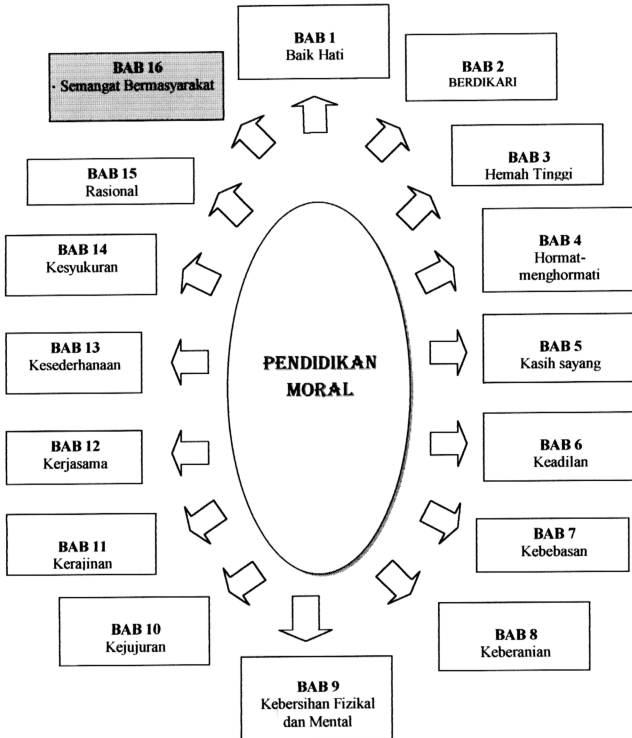 BAB 1
Baik Hati
BAB 2
BERDIKARI
BAB 3
Hemah Tinggi
BAB 4
Hormat-
menghormati
BAB 5
Kasih sayang
BAB 6
Keadilan
BAB 7
Kebebasan
BAB 8
Keberanian
BAB 9
Kebersihan Fizikal
dan Mental
BAB 10
Kejujuran
BAB 11
Kerajinan
BAB 12
Kerjasama
BAB 13
Kesederhanaan
BAB 14
Kesyukuran
BAB 15
Rasional
BAB 16
Semangat Bermasyarakat
PENDIDIKAN
MORAL